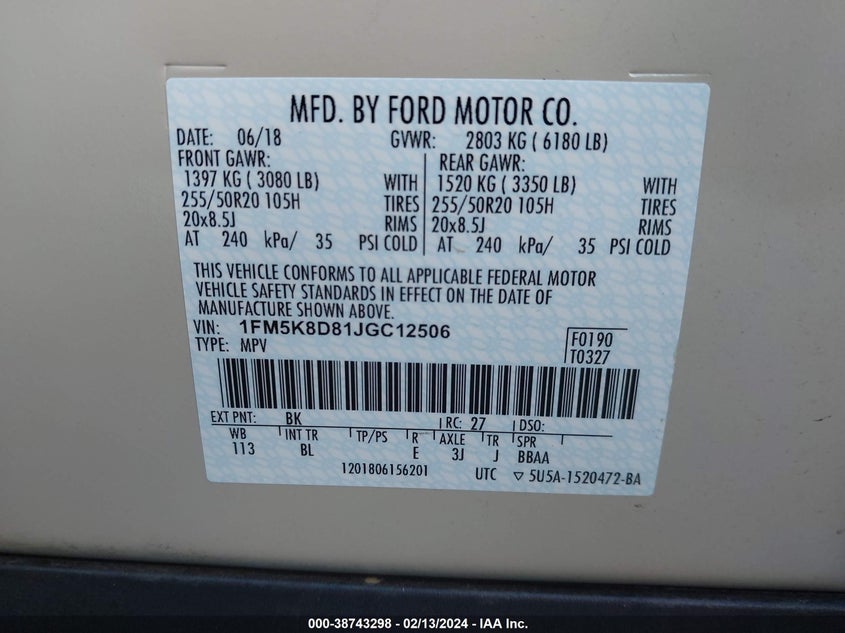 MFD. BY FORD MOTOR CO.
DATE: 06/18 GVWR: 2803 KG ( 6180 LB)
FRONT GAWR: REAR GAWR:
1397 KG ( 3080 LB) WITH 1520 KG ( 3350 LB) WITH
255/50R20 105H TIRES 255/50R20 105H TIRES
20x8.5J RIMS 20x8.5J RIMS
AT 240 kPa/ 35 PSI COLD AT 240 kPa/ 35 PSI COLD
THIS VEHICLE CONFORMS TO ALL APPLICABLE FEDERAL MOTOR
VEHICLE SAFETY STANDARDS IN EFFECT ON THE DATE OF
MANUFACTURE SHOWN ABOVE.
VIN: 1FM5K8D81JGC12506 F0190
TYPE: MPV T0327
EXT PNT: BK RC: 27 DSO:
WB INT TR TP/PS R AXLE TR SPR
113 BL E 3J J BBAA
1201806156201 UTC ▽ 5U5A-1520472-BA
000-38743298 - 02/13/2024 - IAA Inc.